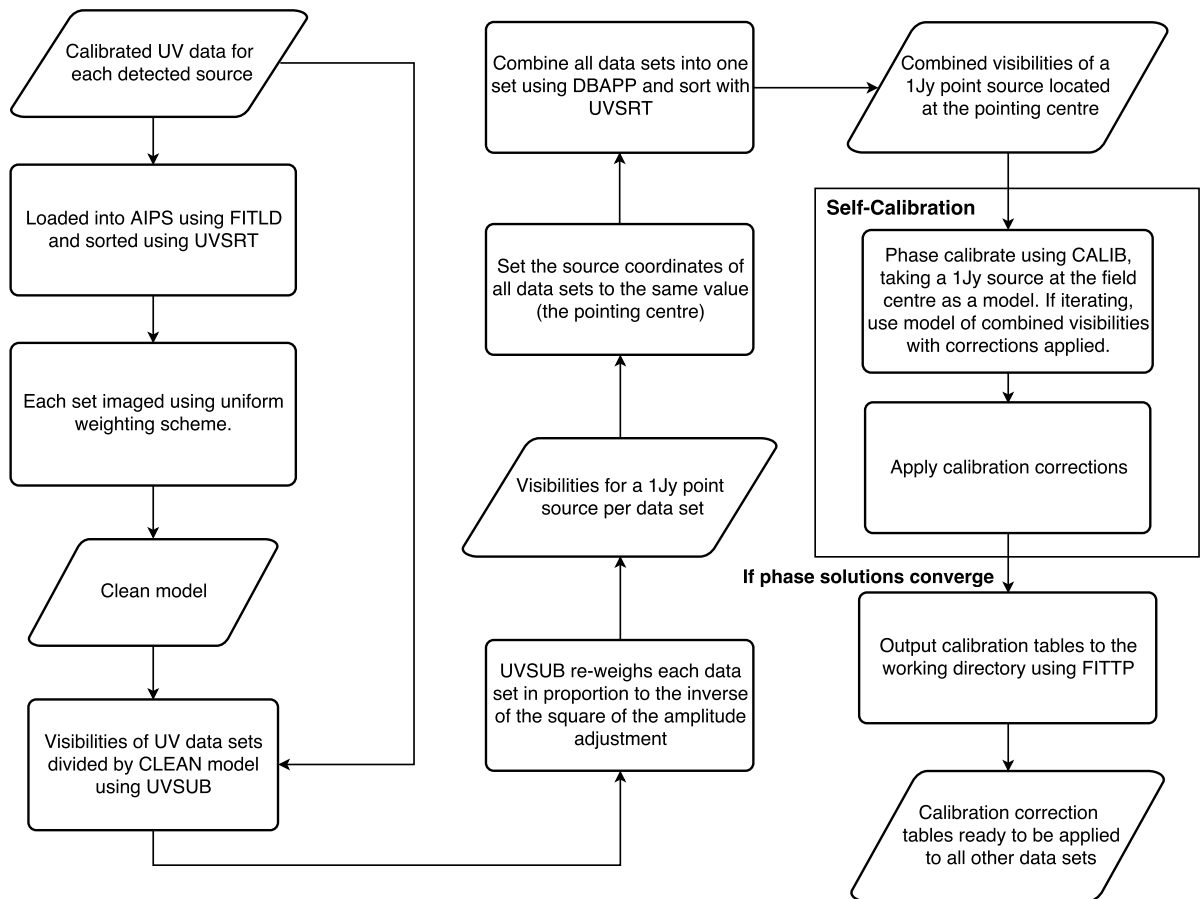 Calibrated UV data for
each detected source
Loaded into AIPS using FITLD
and sorted using UVSRT
Each set imaged using uniform
weighting scheme.
Clean model
Visibilities of UV data sets
divided by CLEAN model
using UVSUB
UVSUB re-weighs each data
set in proportion to the inverse
of the square of the amplitude
adjustment
Visibilities for a 1Jy point
source per data set
Set the source coordinates of
all data sets to the same value
(the pointing centre)
Combine all data sets into one
set using DBAPP and sort with
UVSRT
Combined visibilities of a
1Jy point source located
at the pointing centre
Self-Calibration
Phase calibrate using CALIB,
taking a 1Jy source at the field
centre as a model. If iterating,
use model of combined visibilities
with corrections applied.
Apply calibration corrections
If phase solutions converge
Output calibration tables to the
working directory using FITTP
Calibration correction
tables ready to be applied
to all other data sets